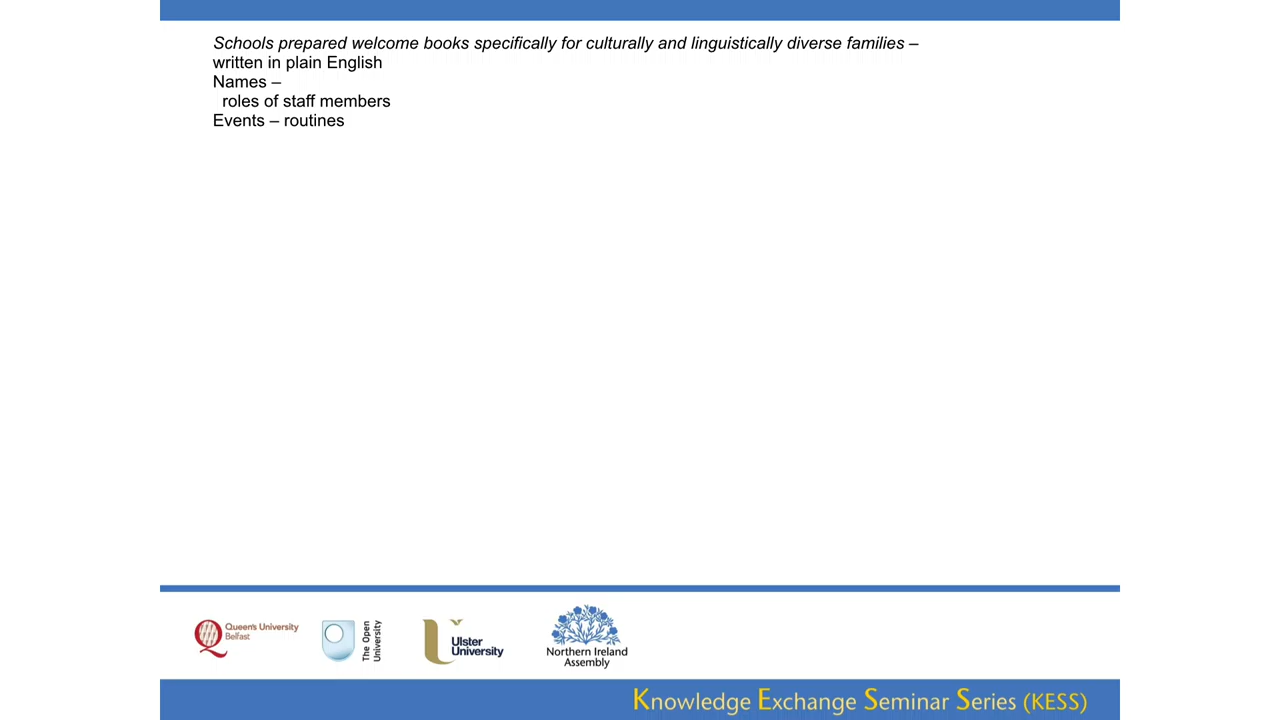 Schools prepared welcome books specifically for culturally and linguistically diverse families –
written in plain English
Names –
roles of staff members
Events – routines
Queen's University
Belfast
The Open
University
Ulster
University
Northern Ireland
Assembly
Knowledge Exchange Seminar Series (KESS)